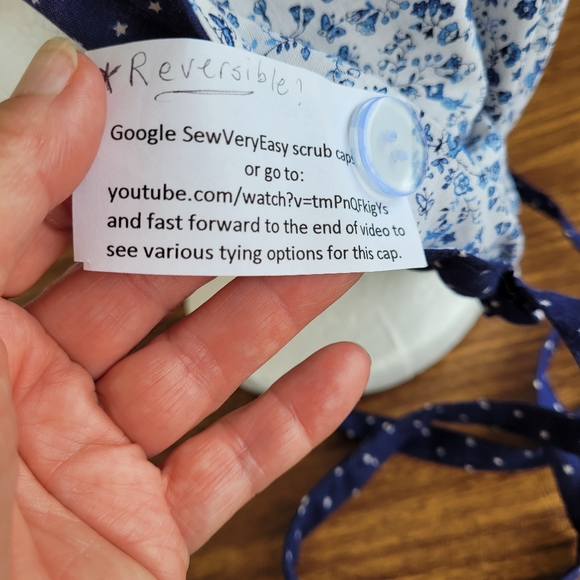 *Reversible!
Google SewVeryEasy scrub caps
or go to:
youtube.com/watch?v=tmPnQFkigYs
and fast forward to the end of video to
see various tying options for this cap.